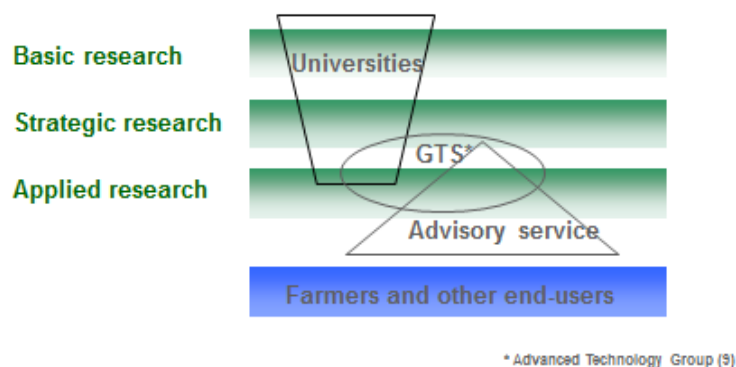 Basic research
Universities
Strategic research
GTS*
Applied research
Advisory service
Farmers and other end-users
* Advanced Technology Group (9)